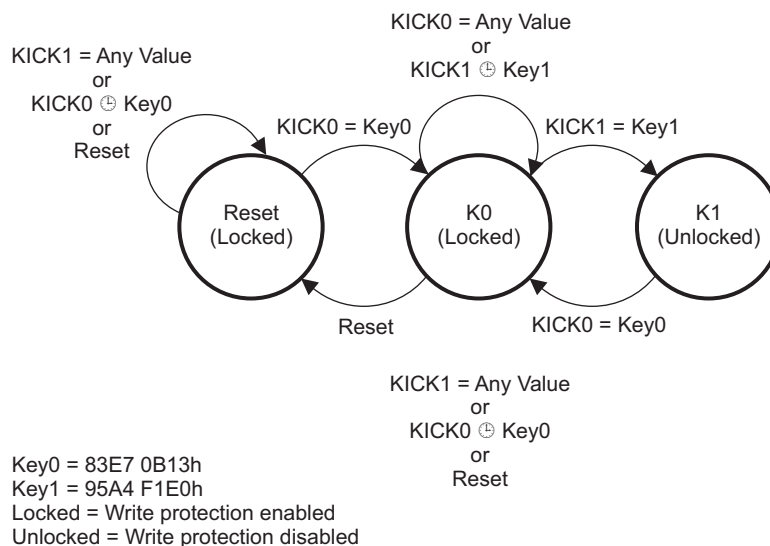 KICK1 = Any Value
or
KICK0 🕒 Key0
or
Reset
KICK0 = Any Value
or
KICK1 🕒 Key1
KICK0 = Key0
KICK1 = Key1
Reset
(Locked)
K0
(Locked)
K1
(Unlocked)
Reset
KICK0 = Key0
KICK1 = Any Value
or
KICK0 🕒 Key0
or
Reset
Key0 = 83E7 0B13h
Key1 = 95A4 F1E0h
Locked = Write protection enabled
Unlocked = Write protection disabled